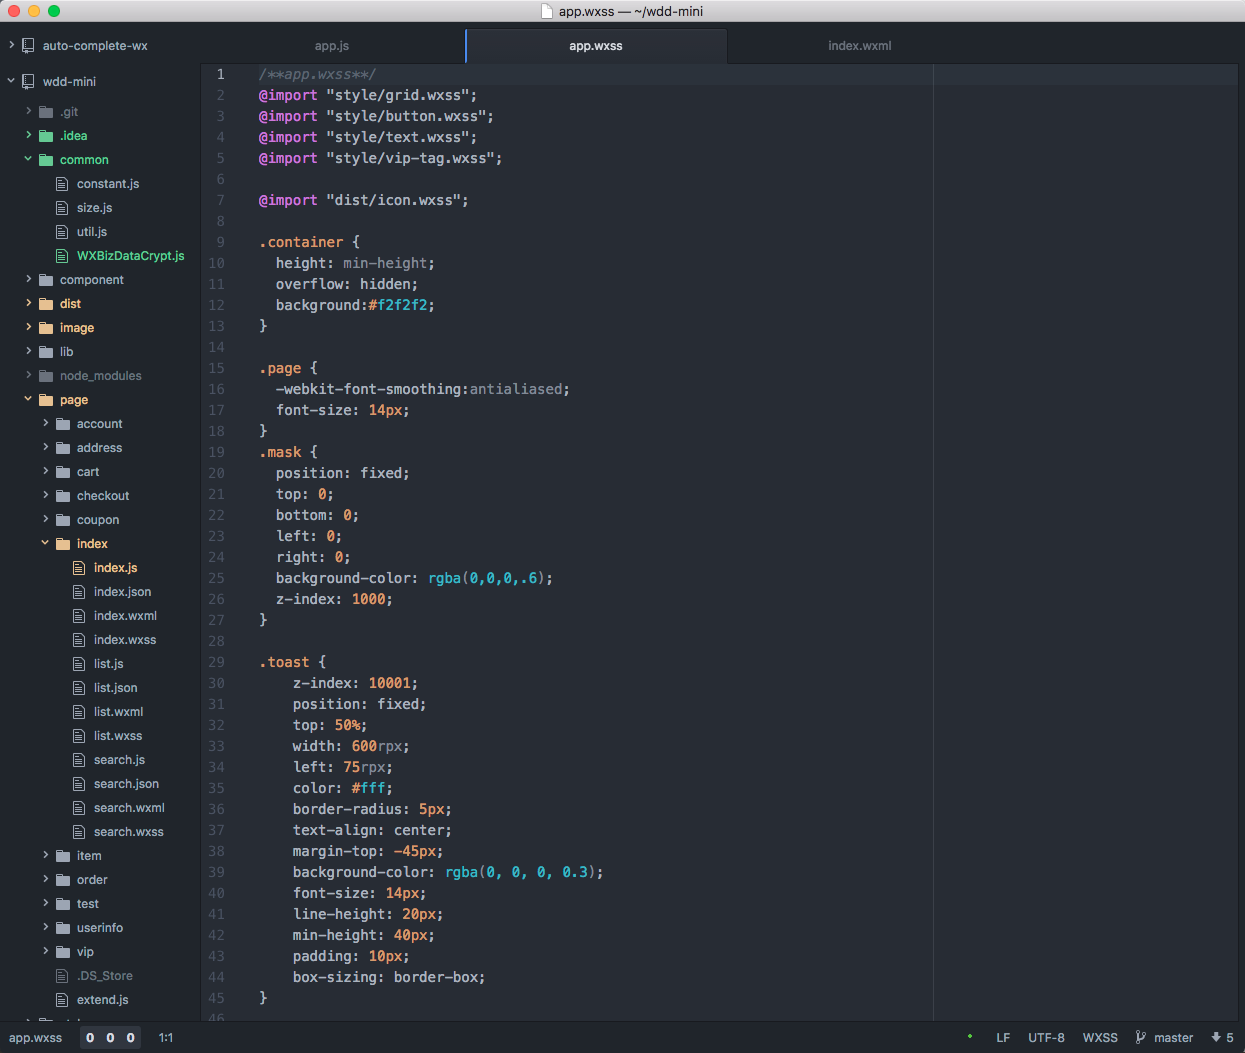 app.wxss — ~/wdd-mini
auto-complete-wx
wdd-mini
.git
.idea
common
constant.js
size.js
util.js
WXBizDataCrypt.js
component
dist
image
lib
node_modules
page
account
address
cart
checkout
coupon
index
index.js
index.json
index.wxml
index.wxss
list.js
list.json
list.wxml
list.wxss
search.js
search.json
search.wxml
search.wxss
item
order
test
userinfo
vip
.DS_Store
extend.js
app.js
app.wxss
index.wxml
1 /**app.wxss**/
2 @import "style/grid.wxss";
3 @import "style/button.wxss";
4 @import "style/text.wxss";
5 @import "style/vip-tag.wxss";
6
7 @import "dist/icon.wxss";
8
9 .container {
10 height: min-height;
11 overflow: hidden;
12 background:#f2f2f2;
13 }
14
15 .page {
16 -webkit-font-smoothing:antialiased;
17 font-size: 14px;
18 }
19 .mask {
20 position: fixed;
21 top: 0;
22 bottom: 0;
23 left: 0;
24 right: 0;
25 background-color: rgba(0,0,0,.6);
26 z-index: 1000;
27 }
28
29 .toast {
30 z-index: 10001;
31 position: fixed;
32 top: 50%;
33 width: 600rpx;
34 left: 75rpx;
35 color: #fff;
36 border-radius: 5px;
37 text-align: center;
38 margin-top: -45px;
39 background-color: rgba(0, 0, 0, 0.3);
40 font-size: 14px;
41 line-height: 20px;
42 min-height: 40px;
43 padding: 10px;
44 box-sizing: border-box;
45 }
46
app.wxss 0 0 0 1:1 LF UTF-8 WXSS master 5